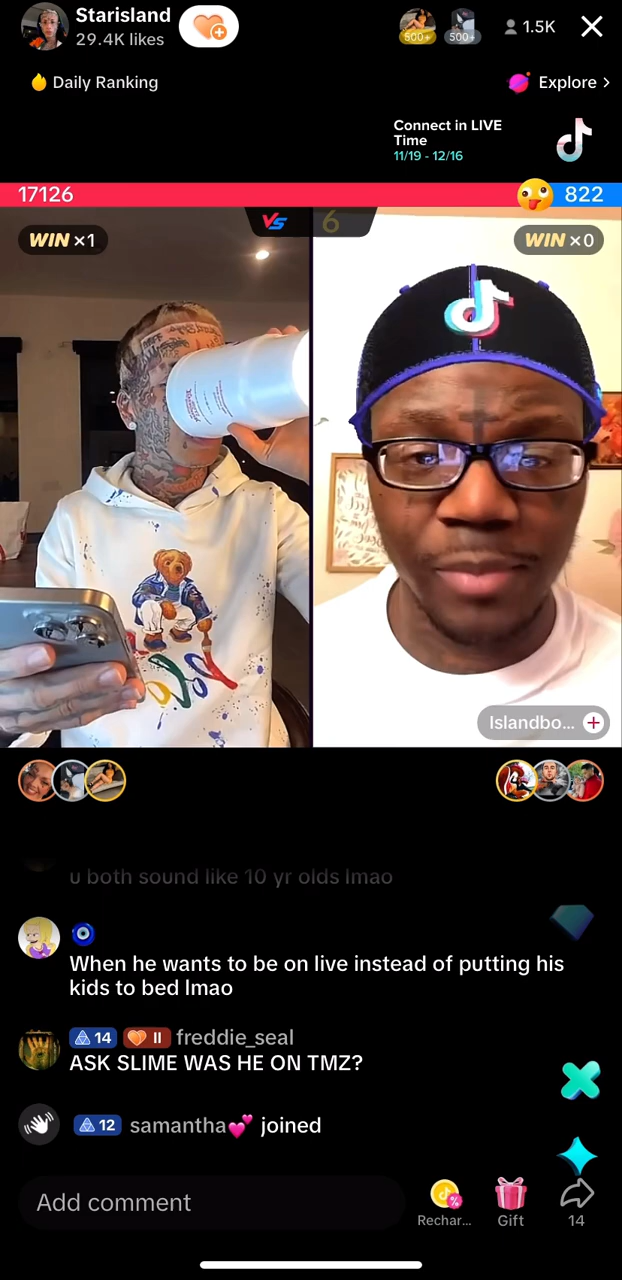 Starisland
29.4K likes
500+
500+
1.5K
Daily Ranking
Explore >
Connect in LIVE
Time
11/19 - 12/16
17126
822
VS
6
WIN ×1
WIN ×0
Islandbo... +
u both sound like 10 yr olds lmao
When he wants to be on live instead of putting his
kids to bed lmao
14 II freddie_seal
ASK SLIME WAS HE ON TMZ?
12 samantha💕 joined
Add comment
Rechar...
Gift
14